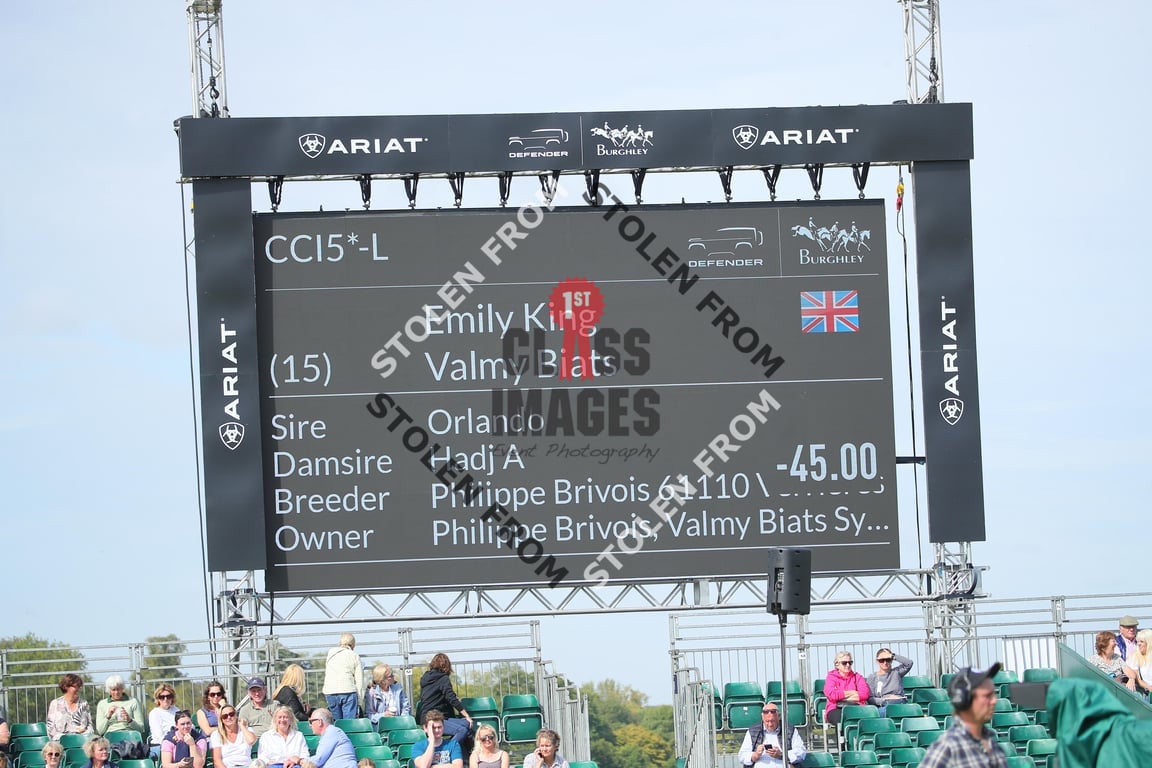 ARIAT
DEFENDER
BURGHLEY
ARIAT
CCI5*-L
DEFENDER
BURGHLEY
Emily King
(15)
Valmy Biats
Sire
Orlando
Damsire
Hadj A
-45.00
Breeder
Philippe Brivois 61110 \
Owner
Philippe Brivois, Valmy Biats Sy...
ARIAT
ARIAT
STOLEN FROM
STOLEN FROM
1ST
CLASS
IMAGES
Event Photography
STOLEN FROM
STOLEN FROM